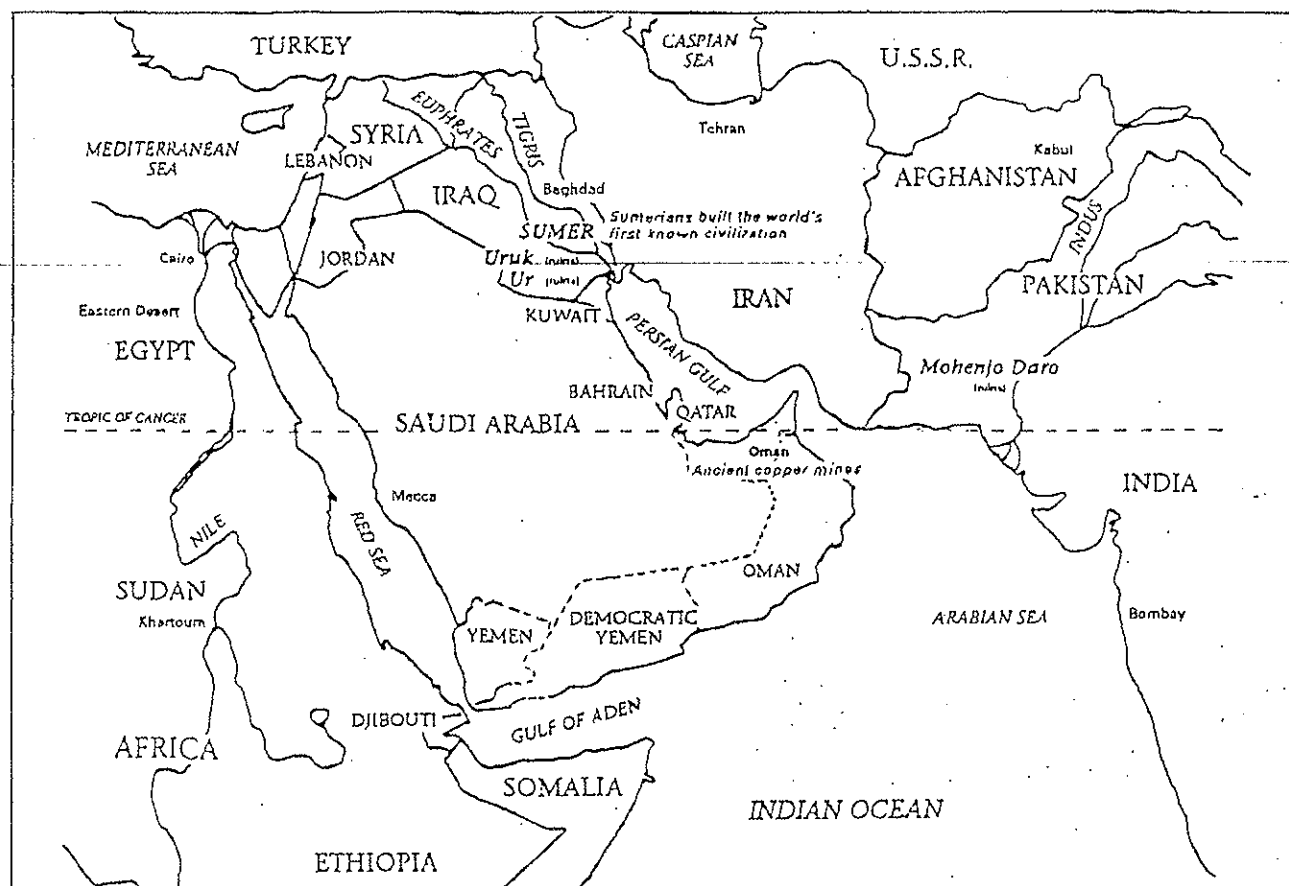 TURKEY
CASPIAN
SEA
U.S.S.R.
EUPHRATES
TIGRIS
Tehran
SYRIA
MEDITERRANEAN
SEA
LEBANON
Kabul
AFGHANISTAN
IRAQ
Baghdad
INDUS
Sumerians built the world's
first known civilization
SUMER
Cairo
JORDAN
Uruk (ruins)
Ur (ruins)
IRAN
PAKISTAN
Eastern Desert
KUWAIT
EGYPT
PERSIAN GULF
Mohenjo Daro
(ruins)
BAHRAIN
QATAR
TROPIC OF CANCER
SAUDI ARABIA
Oman
Ancient copper mines
INDIA
Mecca
NILE
RED SEA
SUDAN
OMAN
Khartoum
DEMOCRATIC
YEMEN
YEMEN
ARABIAN SEA
Bombay
DJIBOUTI
GULF OF ADEN
AFRICA
SOMALIA
INDIAN OCEAN
ETHIOPIA